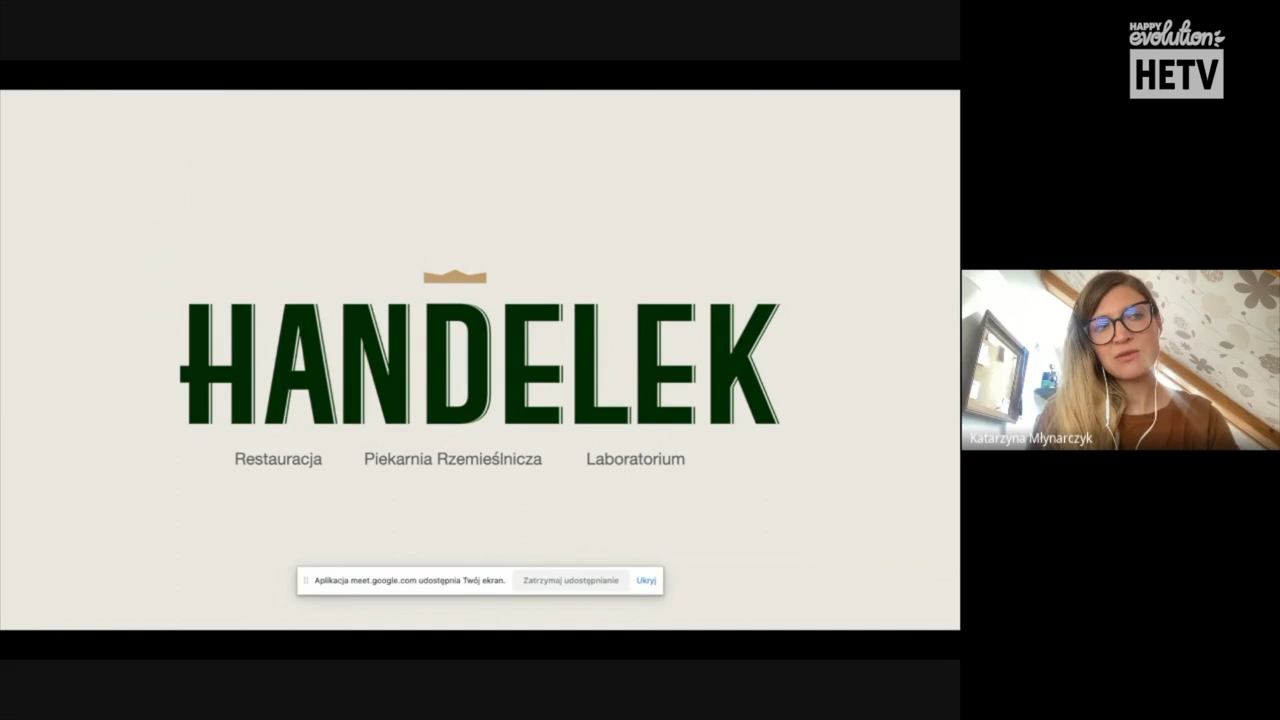 HAPPY
evolution
HETV
HANDELEK
Restauracja Piekarnia Rzemieślnicza Laboratorium
Katarzyna Młynarczyk
Aplikacja meet.google.com udostępnia Twój ekran. Zatrzymaj udostępnianie Ukryj